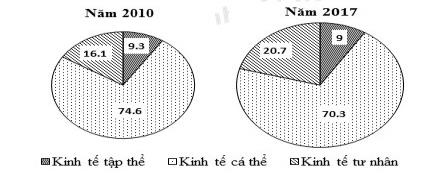 Năm 2010 Năm 2017
16.1 9.3 20.7 9
74.6 70.3
Kinh tế tập thể Kinh tế cá thể Kinh tế tư nhân